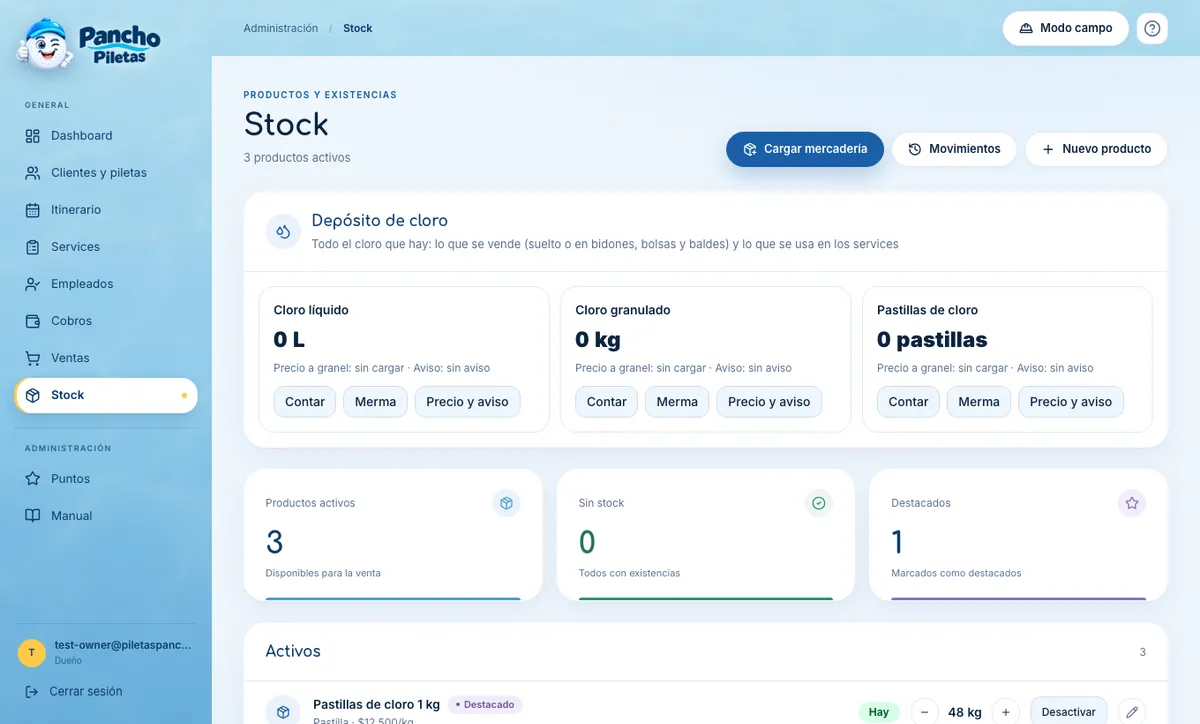 Pancho
Piletas
Administración / Stock
Modo campo
GENERAL
Dashboard
Clientes y piletas
Itinerario
Services
Empleados
Cobros
Ventas
Stock
ADMINISTRACIÓN
Puntos
Manual
T
test-owner@piletaspanc...
Dueño
Cerrar sesión
PRODUCTOS Y EXISTENCIAS
Stock
3 productos activos
Cargar mercadería
Movimientos
Nuevo producto
Depósito de cloro
Todo el cloro que hay: lo que se vende (suelto o en bidones, bolsas y baldes) y lo que se usa en los services
Cloro líquido
0 L
Precio a granel: sin cargar · Aviso: sin aviso
Contar Merma Precio y aviso
Cloro granulado
0 kg
Precio a granel: sin cargar · Aviso: sin aviso
Contar Merma Precio y aviso
Pastillas de cloro
0 pastillas
Precio a granel: sin cargar · Aviso: sin aviso
Contar Merma Precio y aviso
Productos activos
3
Disponibles para la venta
Sin stock
0
Todos con existencias
Destacados
1
Marcados como destacados
Activos
3
Pastillas de cloro 1 kg • Destacado
Pastilla · $12.500/kg
Hay − 48 kg + Desactivar